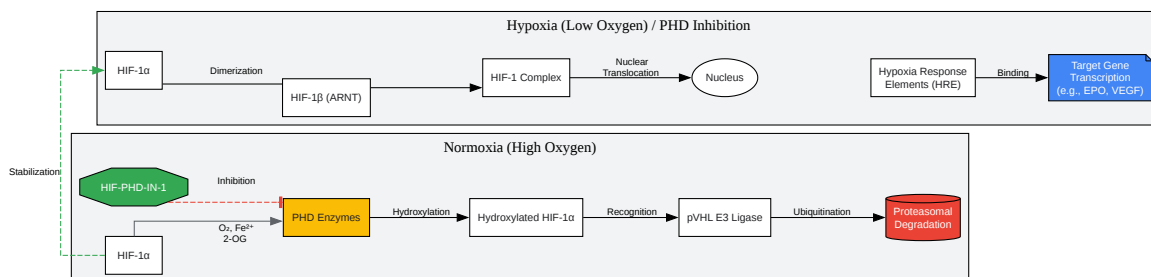 Hypoxia (Low Oxygen) / PHD Inhibition
HIF-1α
Dimerization
HIF-1β (ARNT)
HIF-1 Complex
Nuclear
Translocation
Nucleus
Hypoxia Response
Elements (HRE)
Binding
Target Gene
Transcription
(e.g., EPO, VEGF)
Stabilization
Normoxia (High Oxygen)
HIF-PHD-IN-1
Inhibition
PHD Enzymes
Hydroxylation
Hydroxylated HIF-1α
Recognition
pVHL E3 Ligase
Ubiquitination
Proteasomal
Degradation
O₂, Fe²⁺
2-OG
HIF-1α